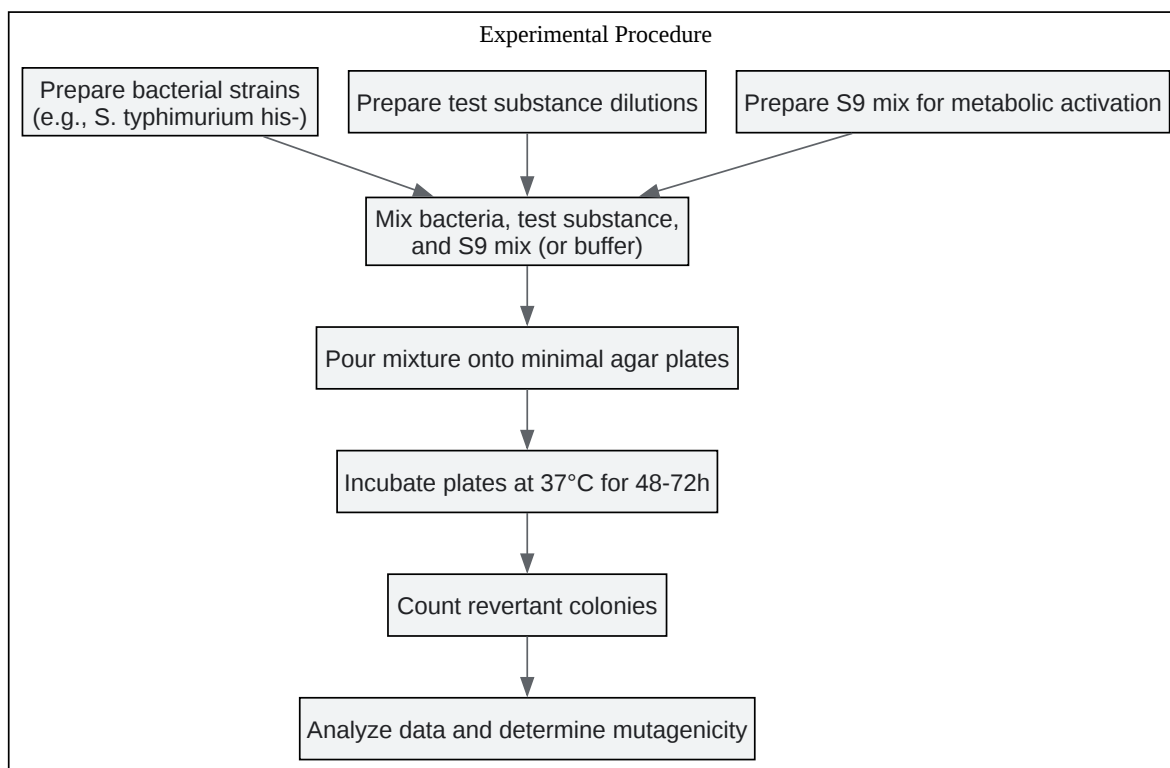 Experimental Procedure
Prepare bacterial strains
(e.g., S. typhimurium his-)
Prepare test substance dilutions
Prepare S9 mix for metabolic activation
Mix bacteria, test substance,
and S9 mix (or buffer)
Pour mixture onto minimal agar plates
Incubate plates at 37°C for 48-72h
Count revertant colonies
Analyze data and determine mutagenicity